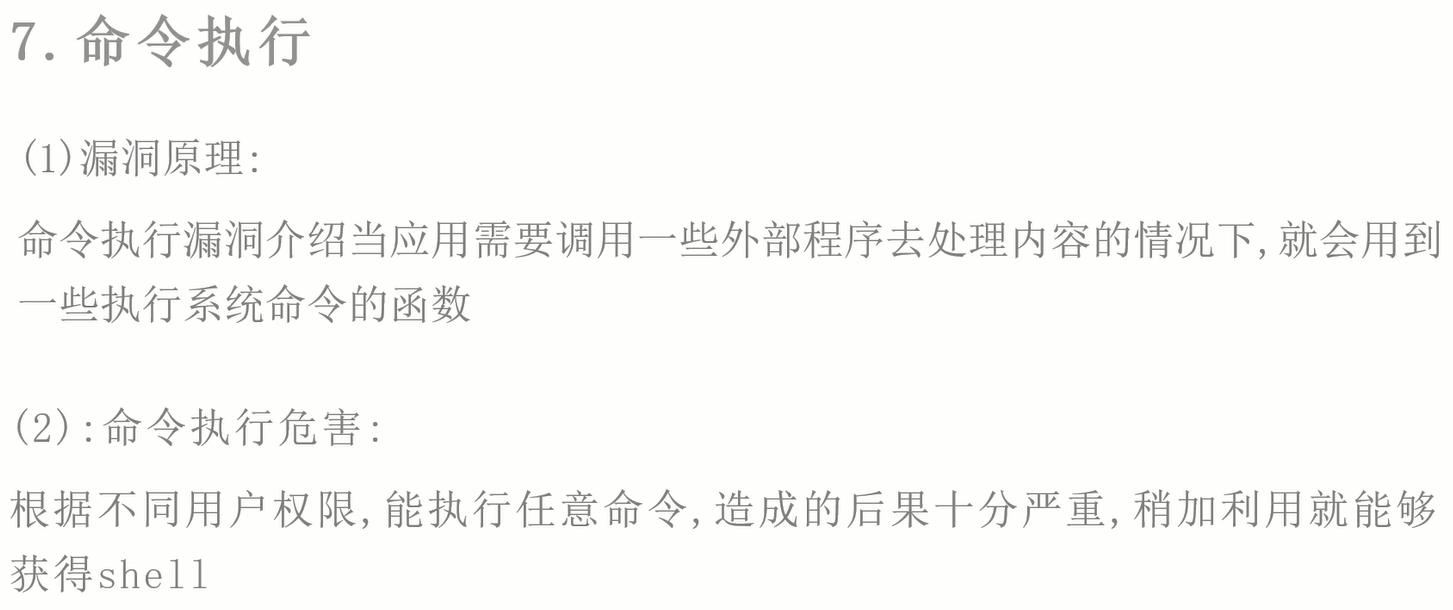 7.命令执行
(1)漏洞原理:
命令执行漏洞介绍当应用需要调用一些外部程序去处理内容的情况下,就会用到
一些执行系统命令的函数
(2):命令执行危害:
根据不同用户权限,能执行任意命令,造成的后果十分严重,稍加利用就能够
获得shell